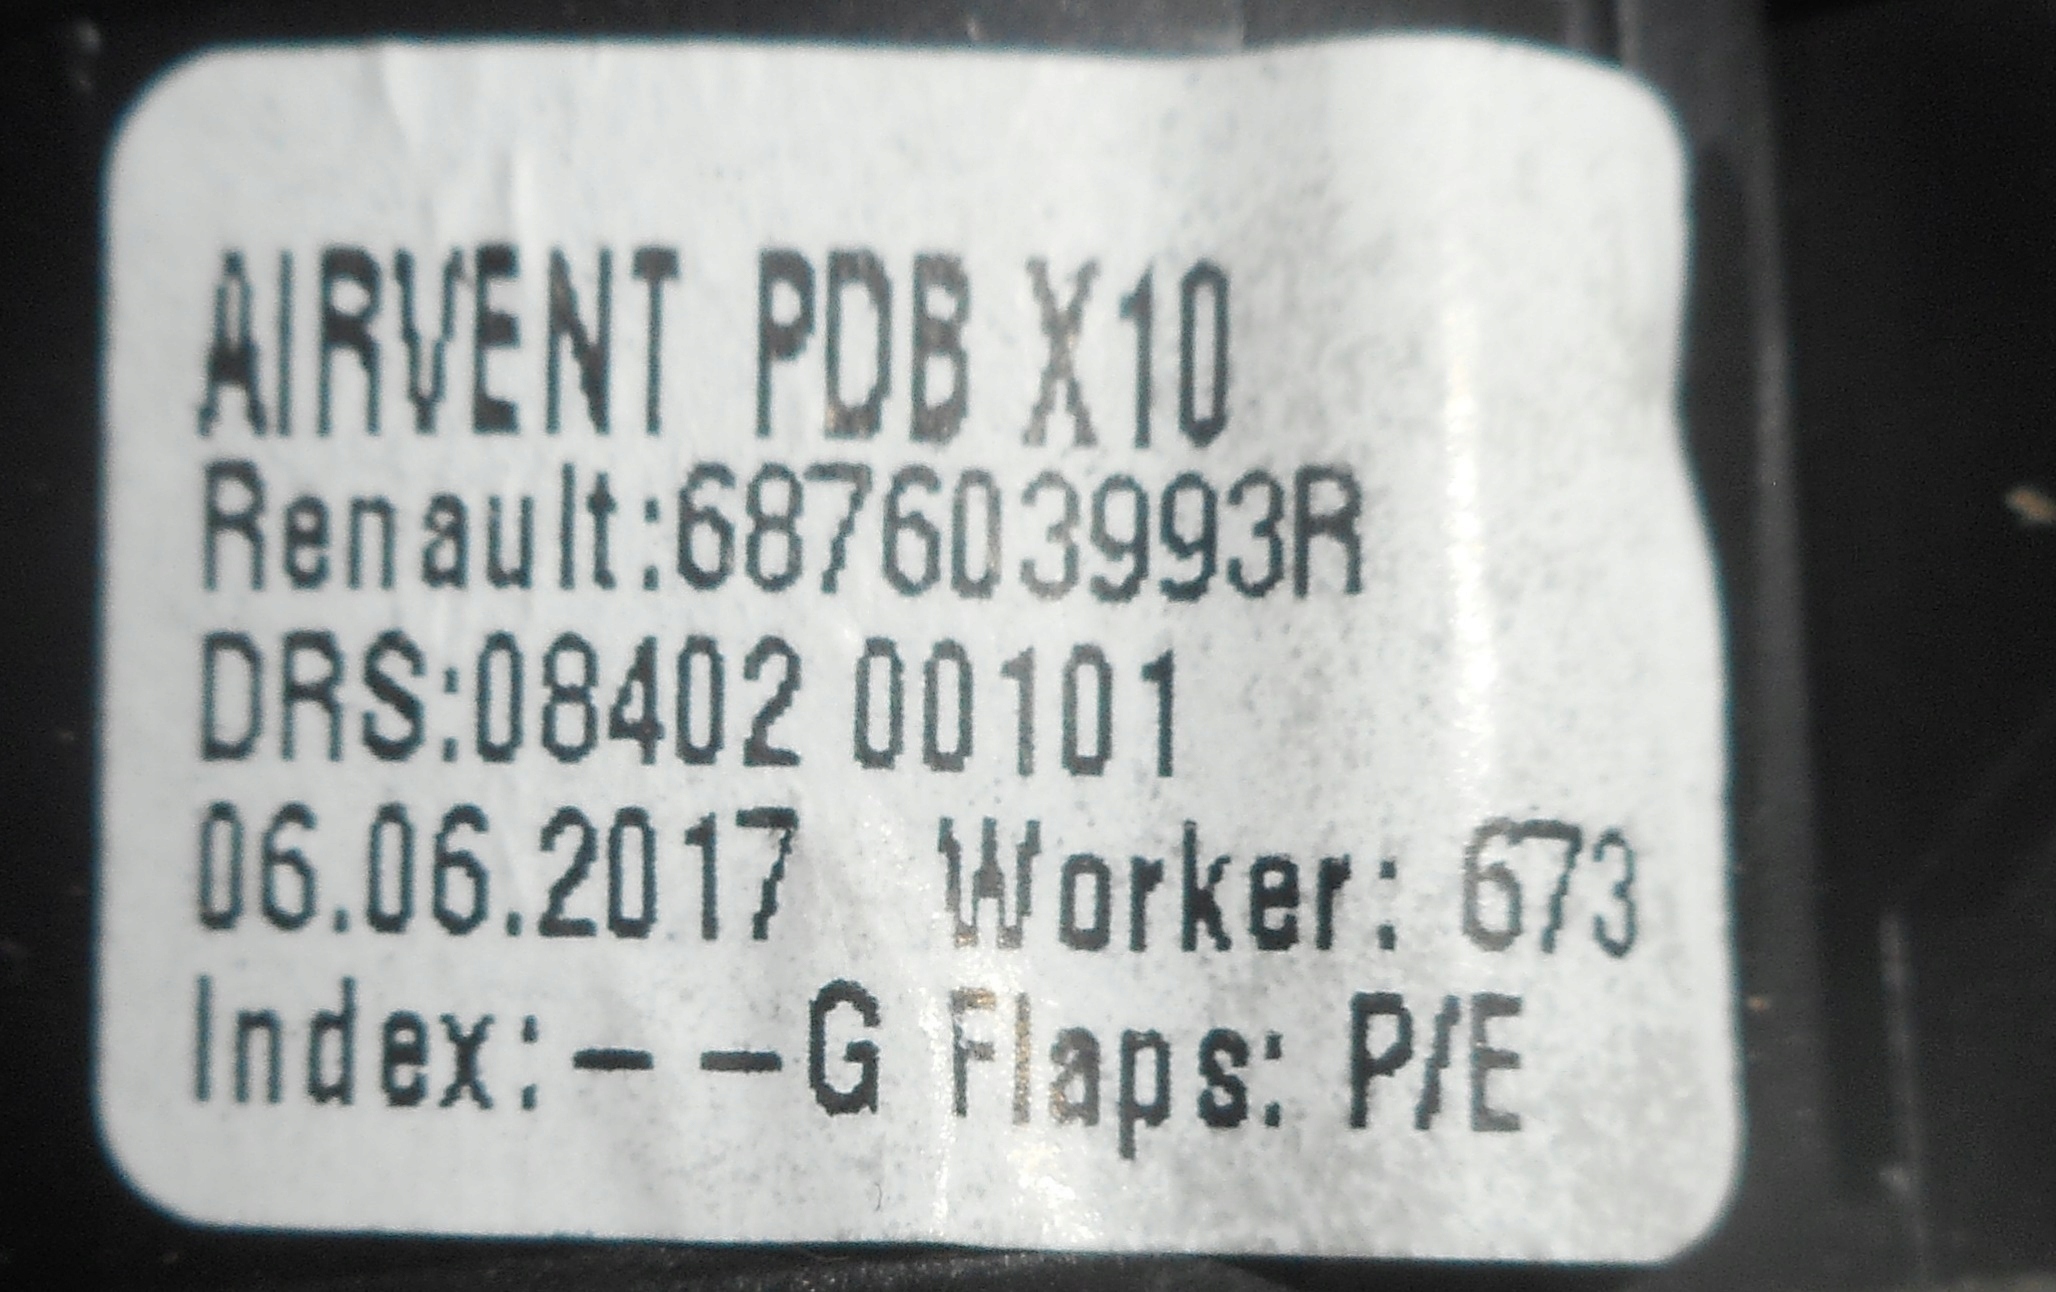 AIRVENT PDB X10
Renault:687603993R
DRS:08402 00101
06.06.2017 Worker: 673
Index:--G Flaps: P/E